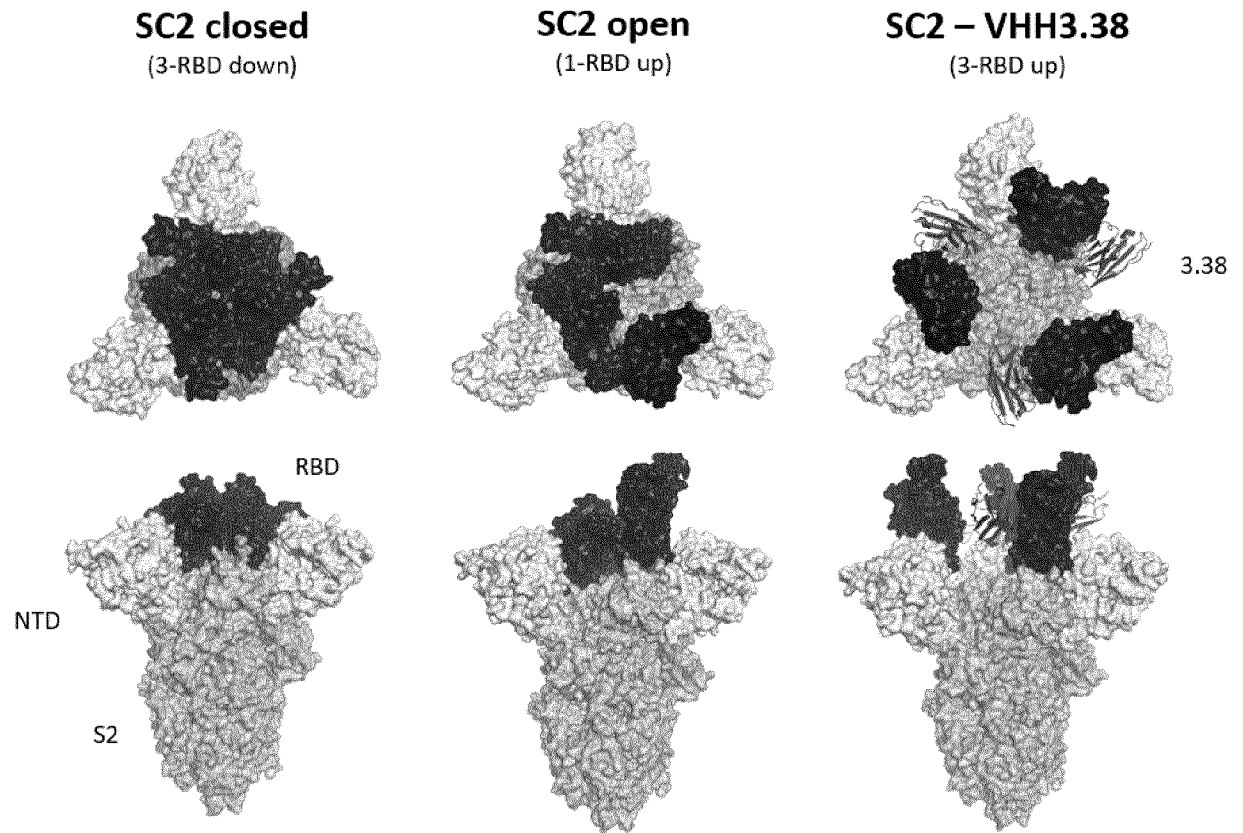 SC2 closed
(3-RBD down)
SC2 open
(1-RBD up)
SC2 – VHH3.38
(3-RBD up)
3.38
RBD
NTD
S2